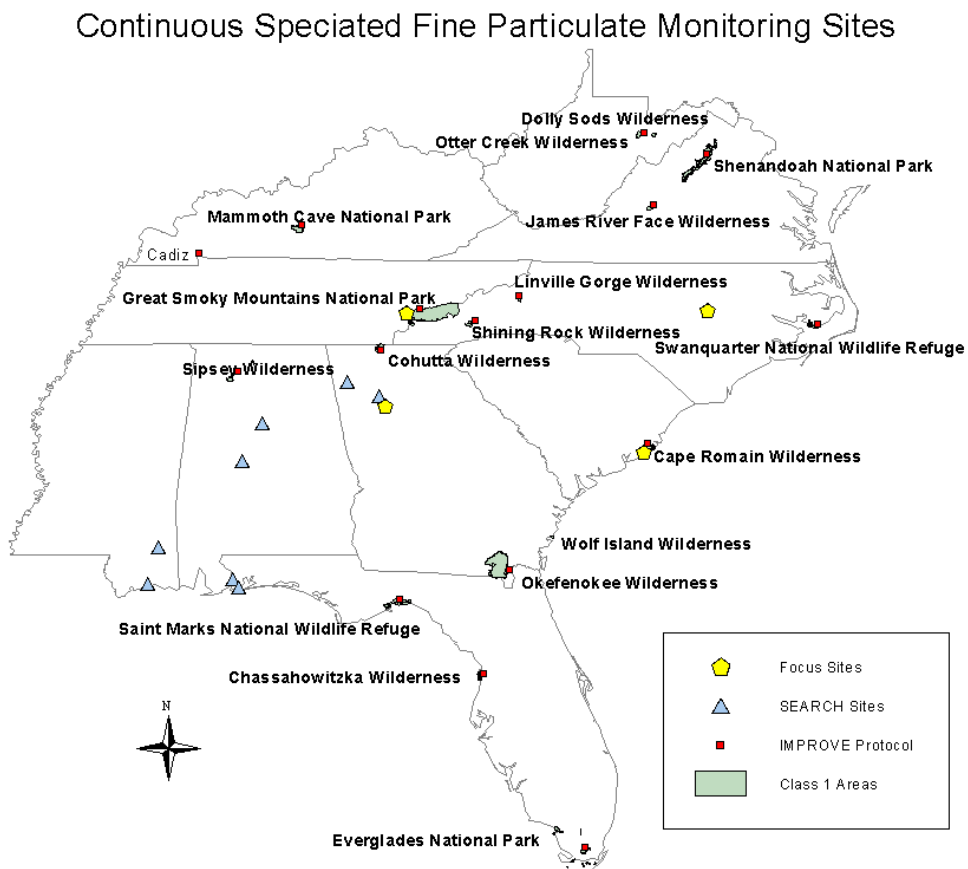 Continuous Speciated Fine Particulate Monitoring Sites
Dolly Sods Wilderness
Otter Creek Wilderness
Shenandoah National Park
Mammoth Cave National Park
James River Face Wilderness
Cadiz
Linville Gorge Wilderness
Great Smoky Mountains National Park
Shining Rock Wilderness
Swanquarter National Wildlife Refuge
Cohutta Wilderness
Sipsey Wilderness
Cape Romain Wilderness
Wolf Island Wilderness
Okefenokee Wilderness
Saint Marks National Wildlife Refuge
Chassahowitzka Wilderness
Everglades National Park
N
Focus Sites
SEARCH Sites
IMPROVE Protocol
Class 1 Areas